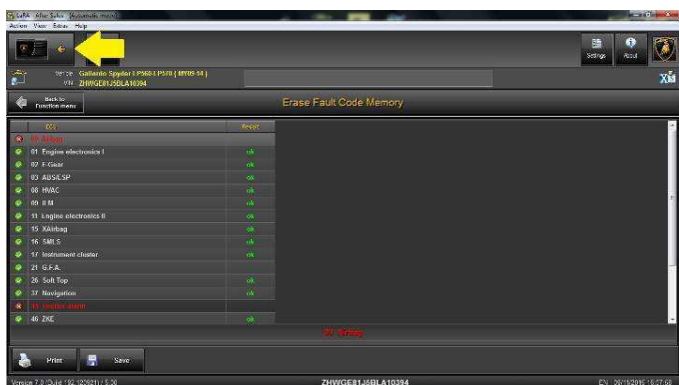 Action View Extras Help
Settings
About
Vehicle Gallardo Spyder LP560-LP570 ( MY09-14 )
VIN ZHWGE81J5BLA10394
Back to
Function menu
Erase Fault Code Memory
ECU Result
01 Engine electronics I ok
02 E-Gear ok
03 ABS/ESP ok
08 HVAC ok
ok
11 Engine electronics II ok
15 XAirbag ok
16 SMLS ok
17 Instrument cluster ok
21 G.F.A.
26 Soft Top ok
37 Navigation ok
46 ZKE ok
Print
Save
ZHWGE81J5BLA10394